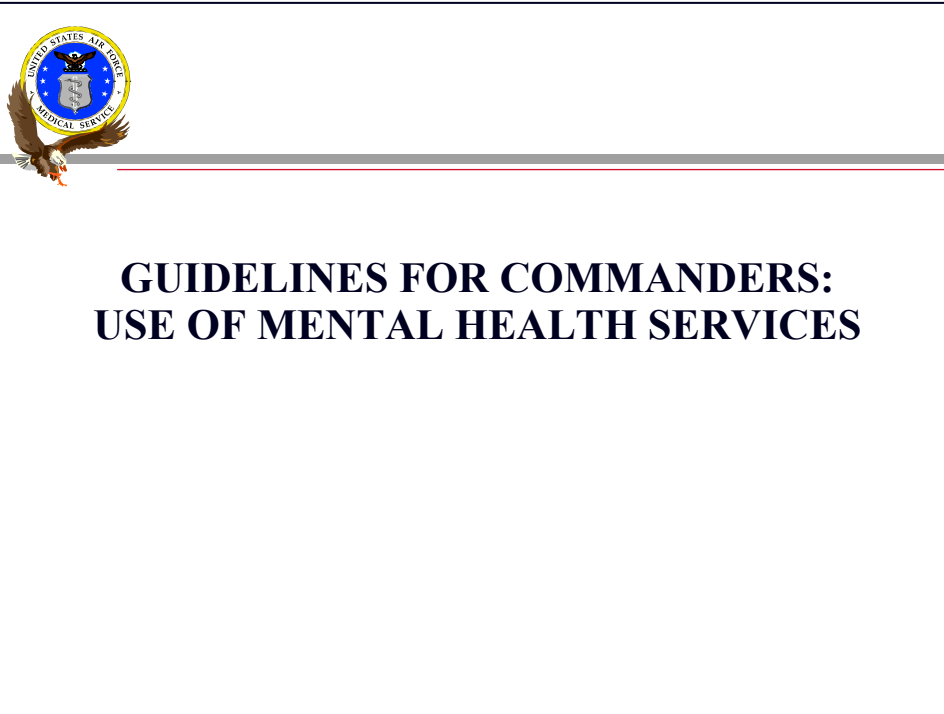 UNITED STATES AIR FORCE
MEDICAL SERVICE
GUIDELINES FOR COMMANDERS:
USE OF MENTAL HEALTH SERVICES